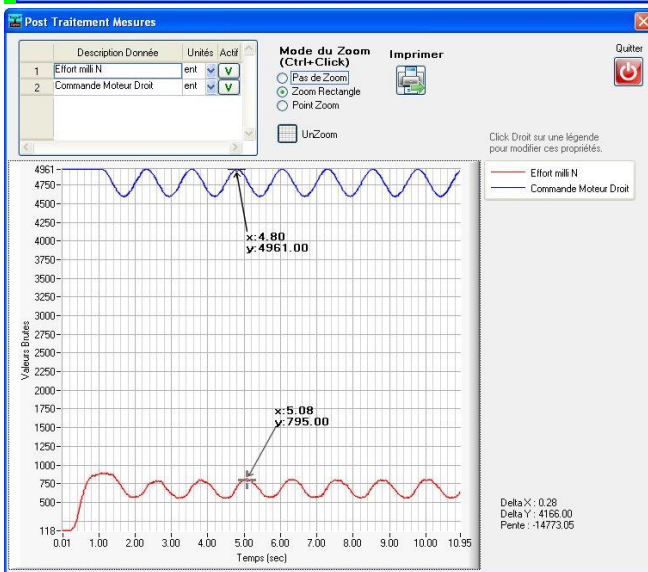 Post Traitement Mesures
Description Donnée Unités Actif
1 Effort milli N ent V
2 Commande Moteur Droit ent V
Mode du Zoom
(Ctrl+Click)
Pas de Zoom
Zoom Rectangle
Point Zoom
UnZoom
Imprimer
Quitter
Click Droit sur une légende
pour modifier ces propriétés.
Effort milli N
Commande Moteur Droit
4961
4750
4500
4250
4000
3750
3500
3250
3000
2750
2500
2250
2000
1750
1500
1250
1000
750
500
118
Valeurs Brutes
x:4.80
y:4961.00
x:5.08
y:795.00
0.01 1.00 2.00 3.00 4.00 5.00 6.00 7.00 8.00 9.00 10.00 10.95
Temps (sec)
Delta X : 0.28
Delta Y : 4166.00
Pente : -14773.05